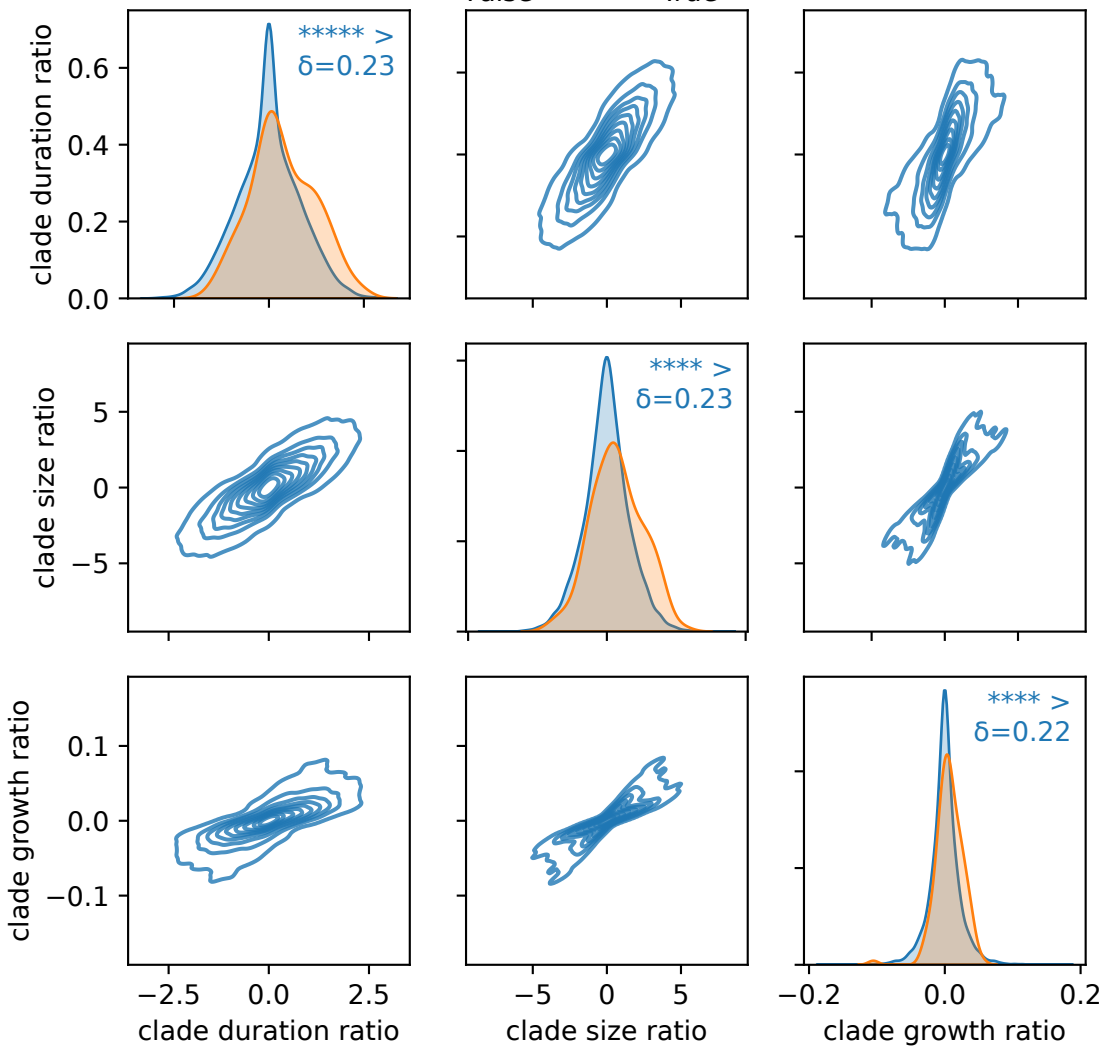 clade duration ratio
0.6
0.4
0.2
0.0
***** >
δ=0.23
clade size ratio
5
0
−5
**** >
δ=0.23
clade growth ratio
0.1
0.0
−0.1
**** >
δ=0.22
−2.5 0.0 2.5
clade duration ratio
−5 0 5
clade size ratio
−0.2 0.0 0.2
clade growth ratio